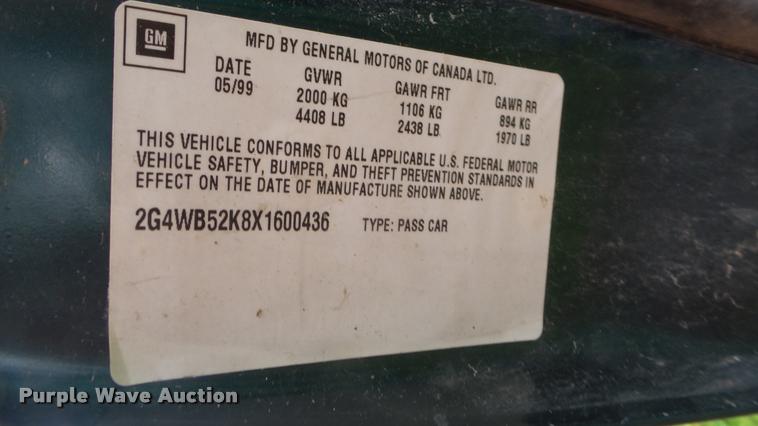 GM
MFD BY GENERAL MOTORS OF CANADA LTD.
DATE GVWR GAWR FRT GAWR RR
05/99 2000 KG 1106 KG 894 KG
4408 LB 2438 LB 1970 LB
THIS VEHICLE CONFORMS TO ALL APPLICABLE U.S. FEDERAL MOTOR
VEHICLE SAFETY, BUMPER, AND THEFT PREVENTION STANDARDS IN
EFFECT ON THE DATE OF MANUFACTURE SHOWN ABOVE.
2G4WB52K8X1600436 TYPE: PASS CAR
Purple Wave Auction